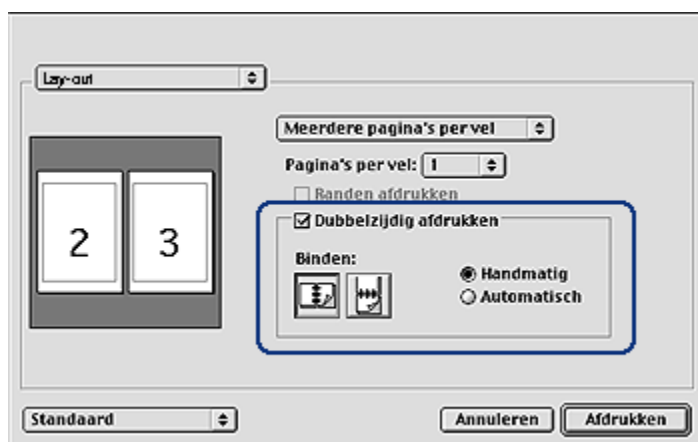 Lay-out
Meerdere pagina's per vel
Pagina's per vel: 1
Randen afdrukken
Dubbelzijdig afdrukken
2 3
Binden:
Handmatig
Automatisch
Standaard
Annuleren Afdrukken